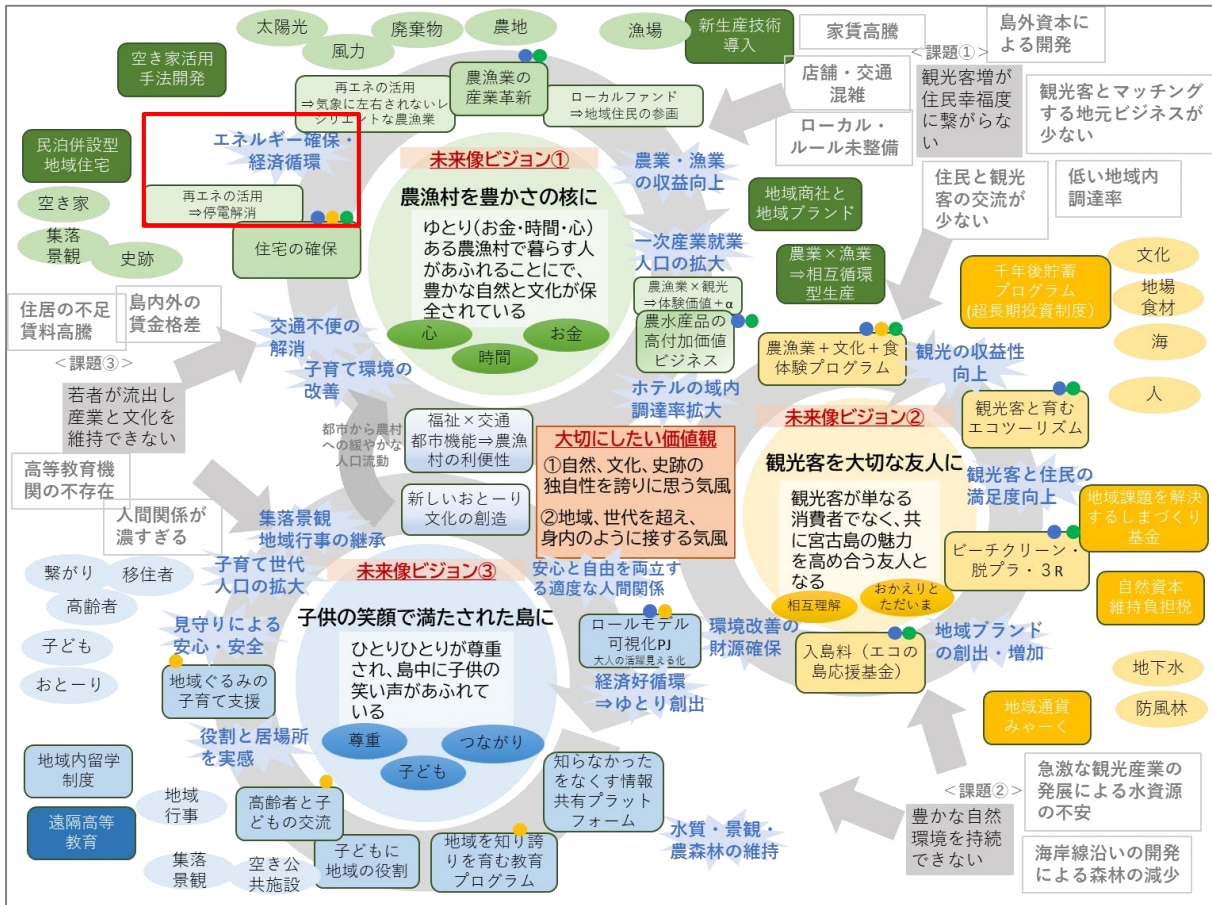 太陽光
風力
廃棄物
農地
漁場
新生産技術
導入
家賃高騰
島外資本
による開発
空き家活用
手法開発
再エネの活用
⇒気象に左右されないレ
ジリエントな農漁業
農漁業の
産業革新
ローカルファンド
⇒地域住民の参画
店舗・交通
混雑
ローカル・
ルール未整備
<課題①>
観光客増が
住民幸福度
に繋がらな
い
観光客とマッチング
する地元ビジネスが
少ない
民泊併設型
地域住宅
エネルギー確保・
経済循環
再エネの活用
⇒停電解消
住宅の確保
空き家
集落
景観
史跡
未来像ビジョン①
農漁村を豊かさの核に
ゆとり(お金・時間・心)
ある農漁村で暮らす人
があふれることにで、
豊かな自然と文化が保
全されている
心
時間
お金
農業・漁業
の収益向上
一次産業就業
人口の拡大
農漁業×観光
⇒体験価値+α
農水産品の
高付加価値
ビジネス
ホテルの域内
調達率拡大
地域商社と
地域ブランド
農業×漁業
⇒相互循環
型生産
住民と観光
客の交流が
少ない
低い地域内
調達率
千年後貯蓄
プログラム
(超長期投資制度)
文化
地場
食材
海
人
農漁業+文化+食
体験プログラム
観光の収益性
向上
観光客と育む
エコツーリズム
住居の不足
賃料高騰
島内外の
賃金格差
<課題③>
若者が流出し
産業と文化を
維持できない
高等教育機
関の不存在
人間関係が
濃すぎる
交通不便の
解消
子育て環境の
改善
都市から農村
への緩やかな
人口流動
福祉×交通
都市機能⇒農漁
村の利便性
新しいおとーり
文化の創造
大切にしたい価値観
①自然、文化、史跡の
独自性を誇りに思う気風
②地域、世代を超え、
身内のように接する気風
未来像ビジョン②
観光客を大切な友人に
観光客が単なる
消費者でなく、共
に宮古島の魅力
を高め合う友人と
なる
相互理解
おかえりと
ただいま
観光客と住民の
満足度向上
地域課題を解決
するしまづくり
基金
ビーチクリーン・
脱プラ・3R
自然資本
維持負担税
入島料(エコの
島応援基金)
環境改善の
財源確保
地域ブランド
の創出・増加
地域通貨
みゃーく
地下水
防風林
集落景観
地域行事の継承
子育て世代
人口の拡大
見守りによる
安心・安全
繋がり
移住者
高齢者
子ども
おとーり
地域ぐるみの
子育て支援
役割と居場所
を実感
未来像ビジョン③
子供の笑顔で満たされた島に
ひとりひとりが尊重
され、島中に子供の
笑い声があふれて
いる
尊重
子ども
つながり
安心と自由を両立す
る適度な人間関係
ロールモデル
可視化PJ
大人の活躍見える化
経済好循環
⇒ゆとり創出
知らなかった
をなくす情報
共有プラット
フォーム
地域内留学
制度
遠隔高等
教育
地域
行事
集落
景観
空き公
共施設
高齢者と子
どもの交流
子どもに
地域の役割
地域を知り誇
りを育む教育
プログラム
水質・景観・
農森林の維持
<課題②>
豊かな自然
環境を持続
できない
急激な観光産業の
発展による水資源
の不安
海岸線沿いの開発
による森林の減少